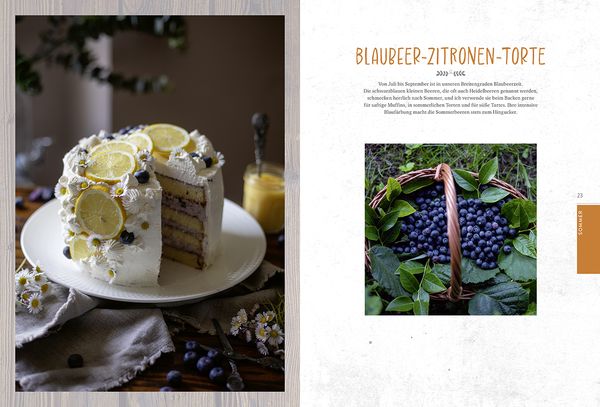 BLAUBEER-ZITRONEN-TORTE
Von Juli bis September ist in unseren Breitengraden Blaubeerzeit.
Die schwarzblauen kleinen Beeren, die oft auch Heidelbeeren genannt werden,
schmecken herrlich nach Sommer, und ich verwende sie beim Backen gerne
für saftige Muffins, in sommerlichen Torten und für süße Tartes. Ihre intensive
Blaufärbung macht die Sommerbeeren stets zum Hingucker.
23
SOMMER